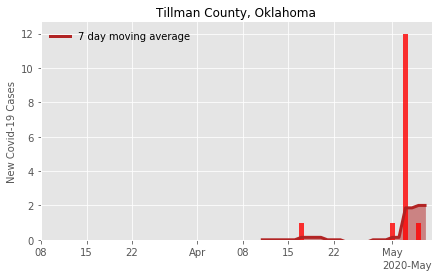 Tillman County, Oklahoma
7 day moving average
New Covid-19 Cases
12
10
8
6
4
2
0
08 15 22 Apr 08 15 22 May
2020-May